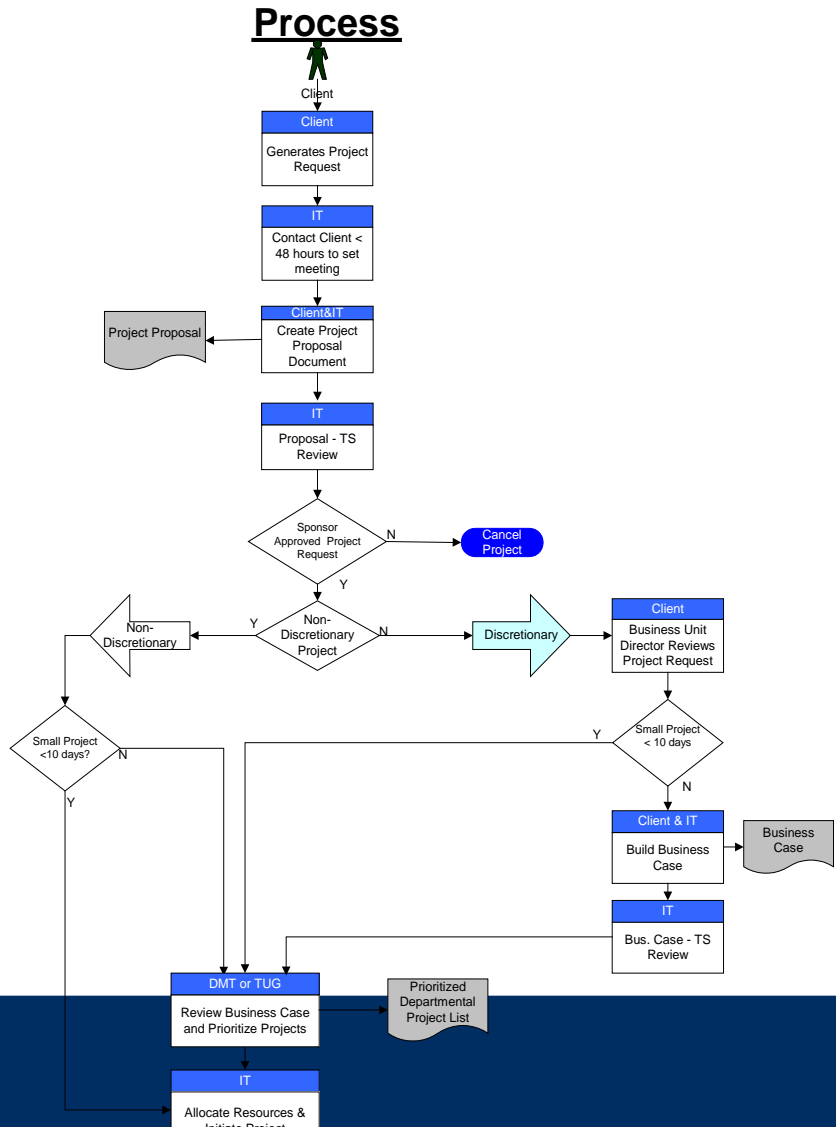 Process
Client
Client
Generates Project
Request
IT
Contact Client <
48 hours to set
meeting
Client&IT
Create Project
Proposal
Document
Project Proposal
IT
Proposal - TS
Review
Sponsor
Approved Project
Request
N
Cancel
Project
Y
Non-
Discretionary
Project
Y
Non-
Discretionary
N
Discretionary
Client
Business Unit
Director Reviews
Project Request
Small Project
<10 days?
N
Y
Small Project
< 10 days
Y
N
Client & IT
Build Business
Case
Business
Case
IT
Bus. Case - TS
Review
DMT or TUG
Review Business Case
and Prioritize Projects
Prioritized
Departmental
Project List
IT
Allocate Resources &
Initiate Project